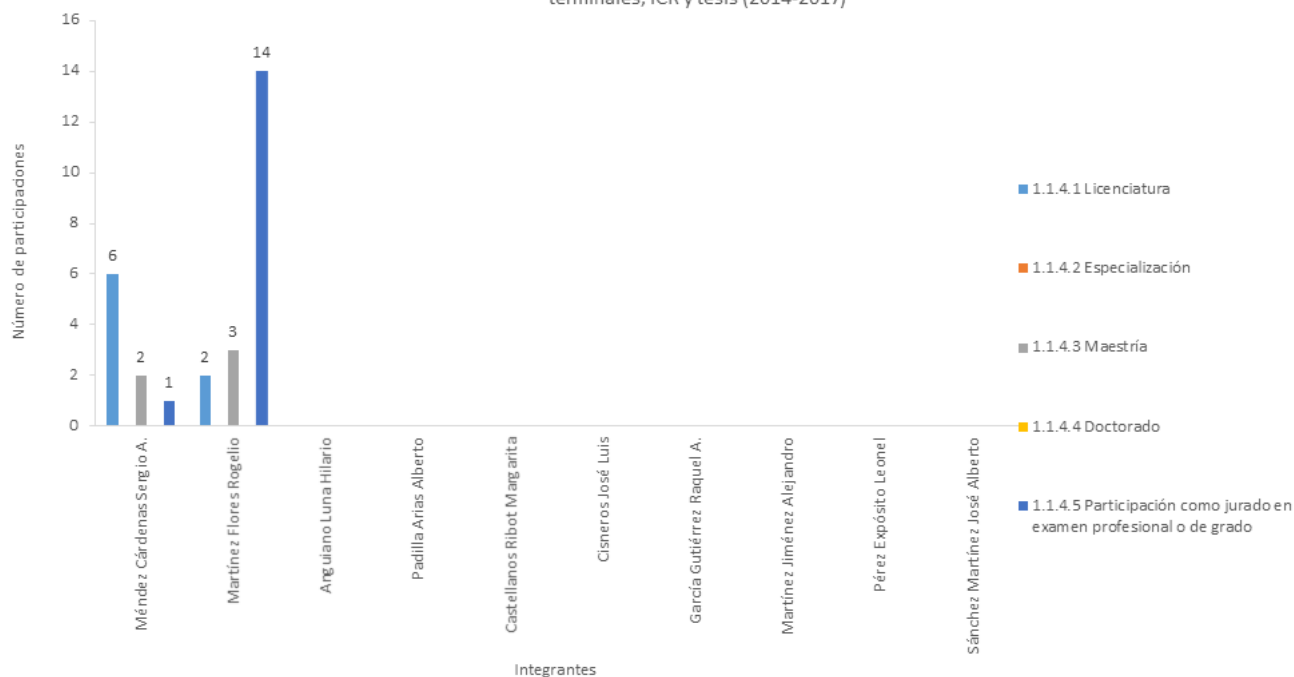 terminales, ICR y tesis (2014-2017)
16
14
12
10
8
6
4
2
0
Número de participadones
6
2
1
2
3
14
Méndez Cárdenas Sergio A.
Martínez Flores Rogelio
Anguiano Luna Hilario
Padilla Arias Alberto
Castellanos Ribot Margarita
Cisneros José Luis
García Gutiérrez Raquel A.
Martínez Jiménez Alejandro
Pérez Expósito Leonel
Sánchez Martínez José Alberto
Integrantes
1.1.4.1 Licenciatura
1.1.4.2 Especialización
1.1.4.3 Maestría
1.1.4.4 Doctorado
1.1.4.5 Participación como jurado en
examen profesional o de grado